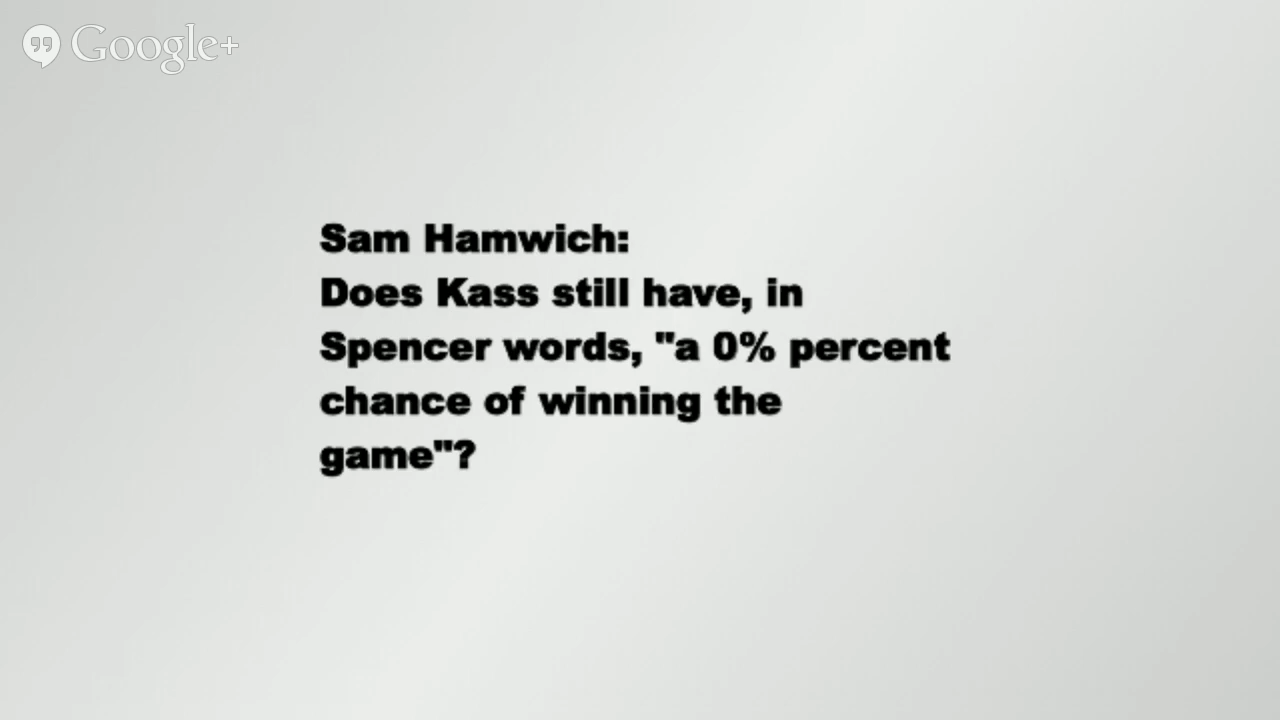 Google+
Sam Hamwich:
Does Kass still have, in
Spencer words, "a 0% percent
chance of winning the
game"?